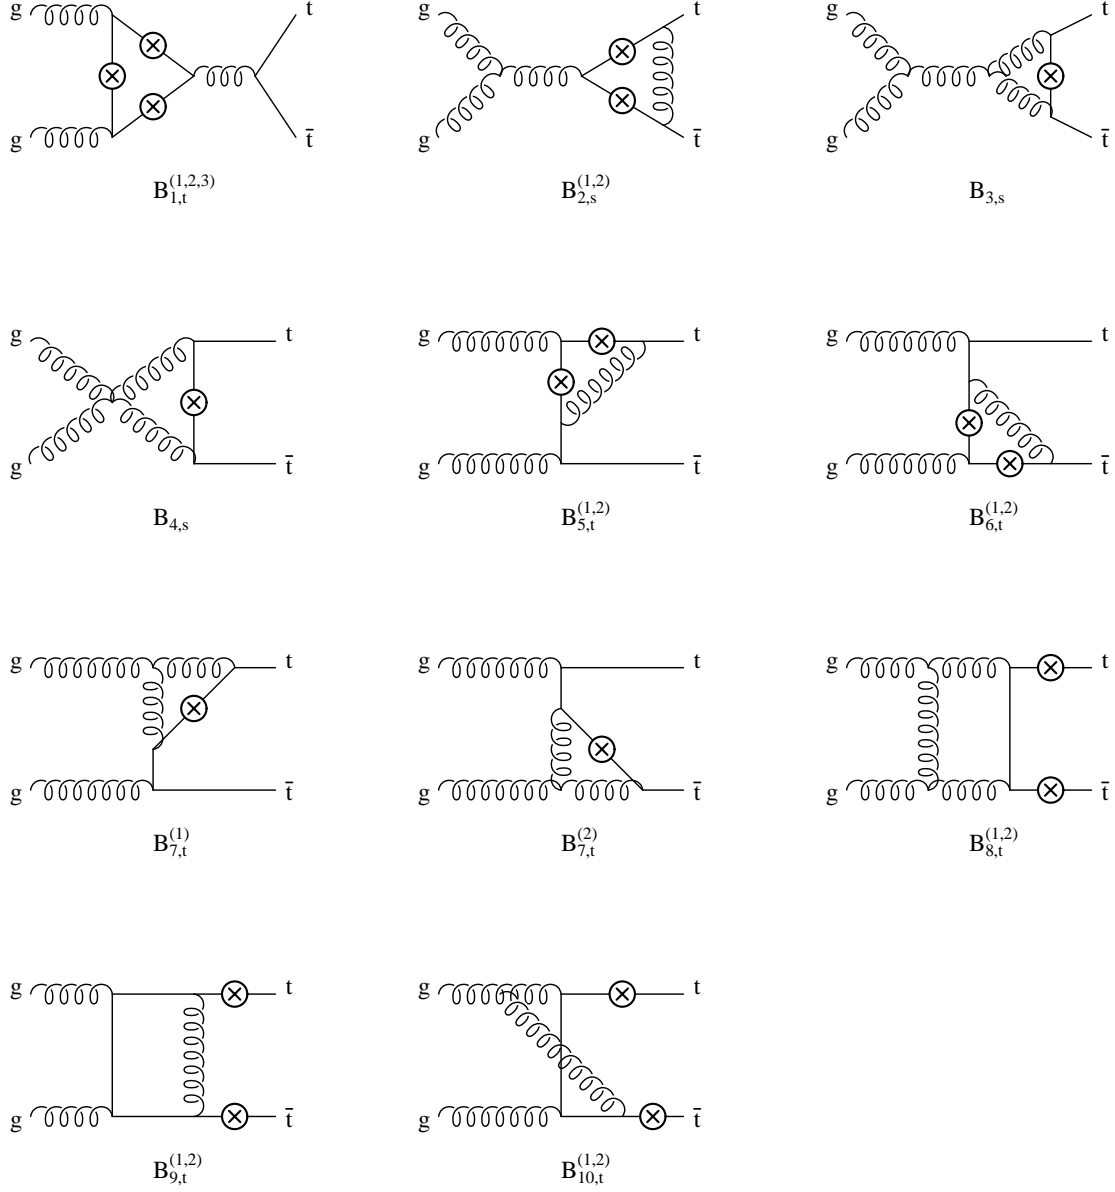 g t g t g t
g t̄ g t̄ g t̄
B_{1,t}^{(1,2,3)} B_{2,s}^{(1,2)} B_{3,s}
g t g t g t
g t̄ g t̄ g t̄
B_{4,s} B_{5,t}^{(1,2)} B_{6,t}^{(1,2)}
g t g t g t
g t̄ g t̄ g t̄
B_{7,t}^{(1)} B_{7,t}^{(2)} B_{8,t}^{(1,2)}
g t g t
g t̄ g t̄
B_{9,t}^{(1,2)} B_{10,t}^{(1,2)}